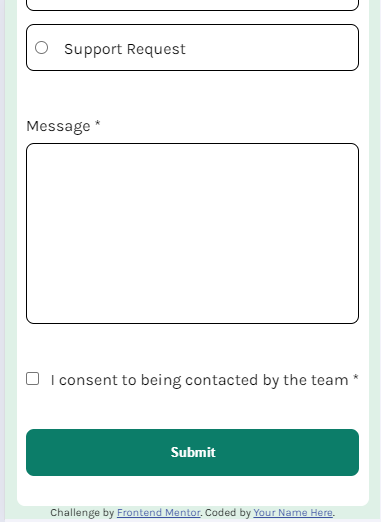 Support Request
Message *
I consent to being contacted by the team *
Submit
Challenge by Frontend Mentor. Coded by Your Name Here.